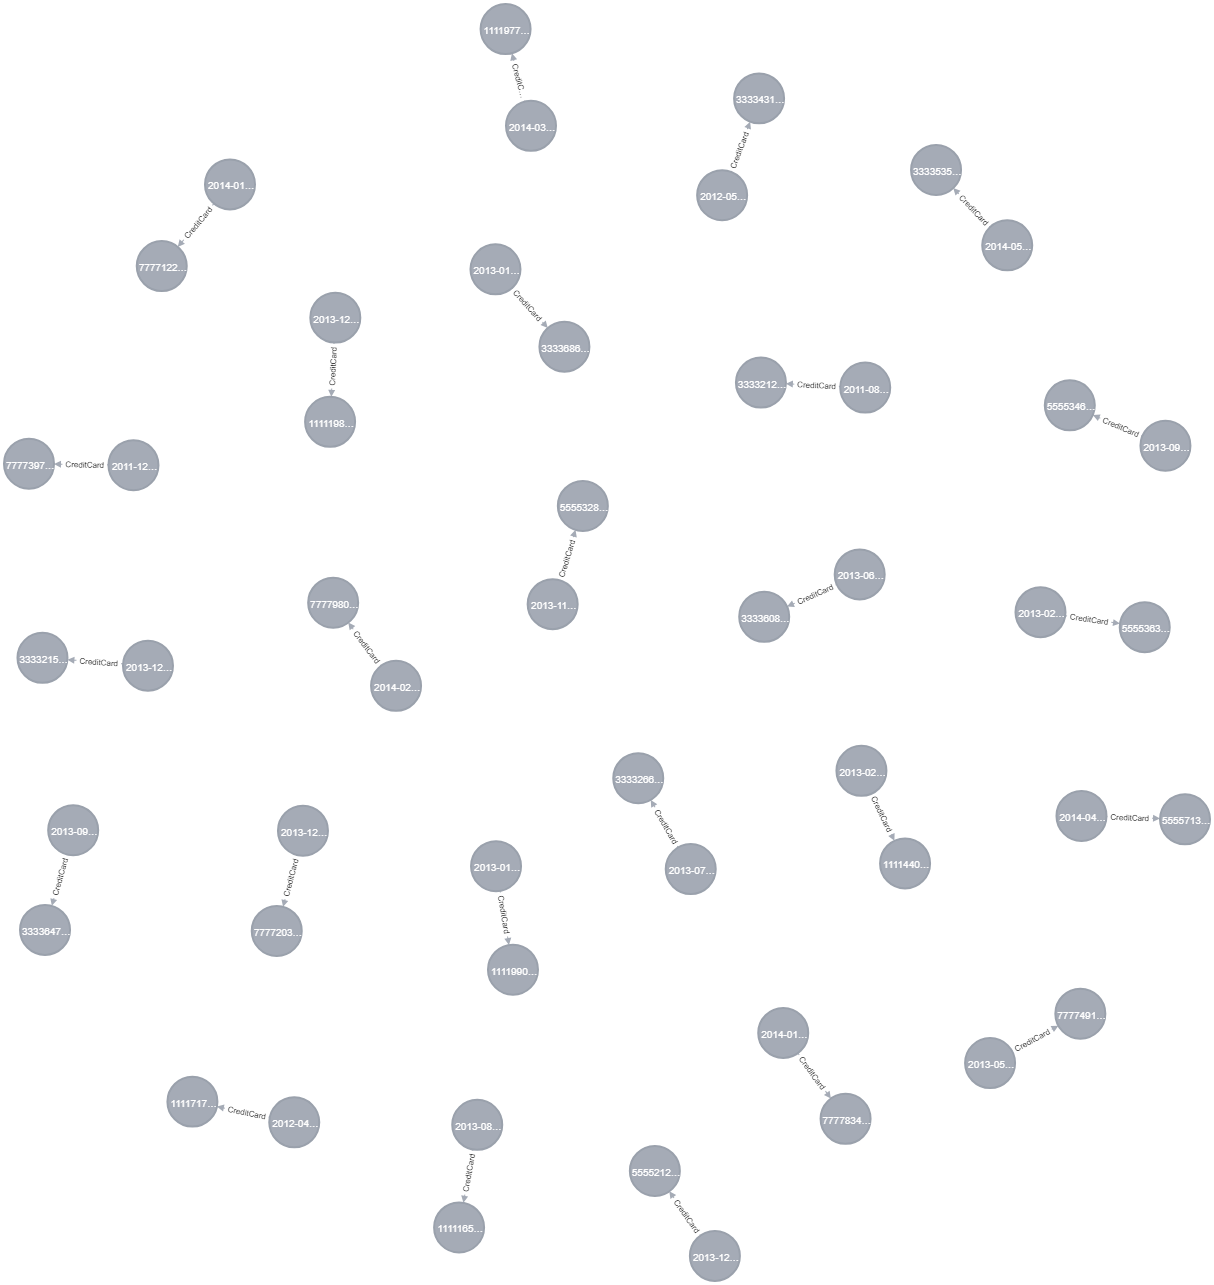 1111977...
CreditC...
2014-03...
3333431...
CreditCard
2012-05...
3333535...
CreditCard
2014-05...
2014-01...
CreditCard
7777122...
2013-01...
CreditCard
3333686...
2013-12...
CreditCard
1111198...
3333212...
CreditCard
2011-08...
5555346...
CreditCard
2013-09...
7777397...
CreditCard
2011-12...
5555328...
CreditCard
2013-11...
2013-06...
CreditCard
3333608...
2013-02...
CreditCard
5555363...
7777980...
CreditCard
2014-02...
3333215...
CreditCard
2013-12...
3333266...
CreditCard
2013-07...
2013-02...
CreditCard
1111440...
2014-04...
CreditCard
5555713...
2013-09...
CreditCard
3333647...
2013-12...
CreditCard
7777203...
2013-01...
CreditCard
1111990...
2014-01...
CreditCard
7777834...
7777491...
CreditCard
2013-05...
1111717...
CreditCard
2012-04...
2013-08...
CreditCard
1111165...
5555212...
CreditCard
2013-12...